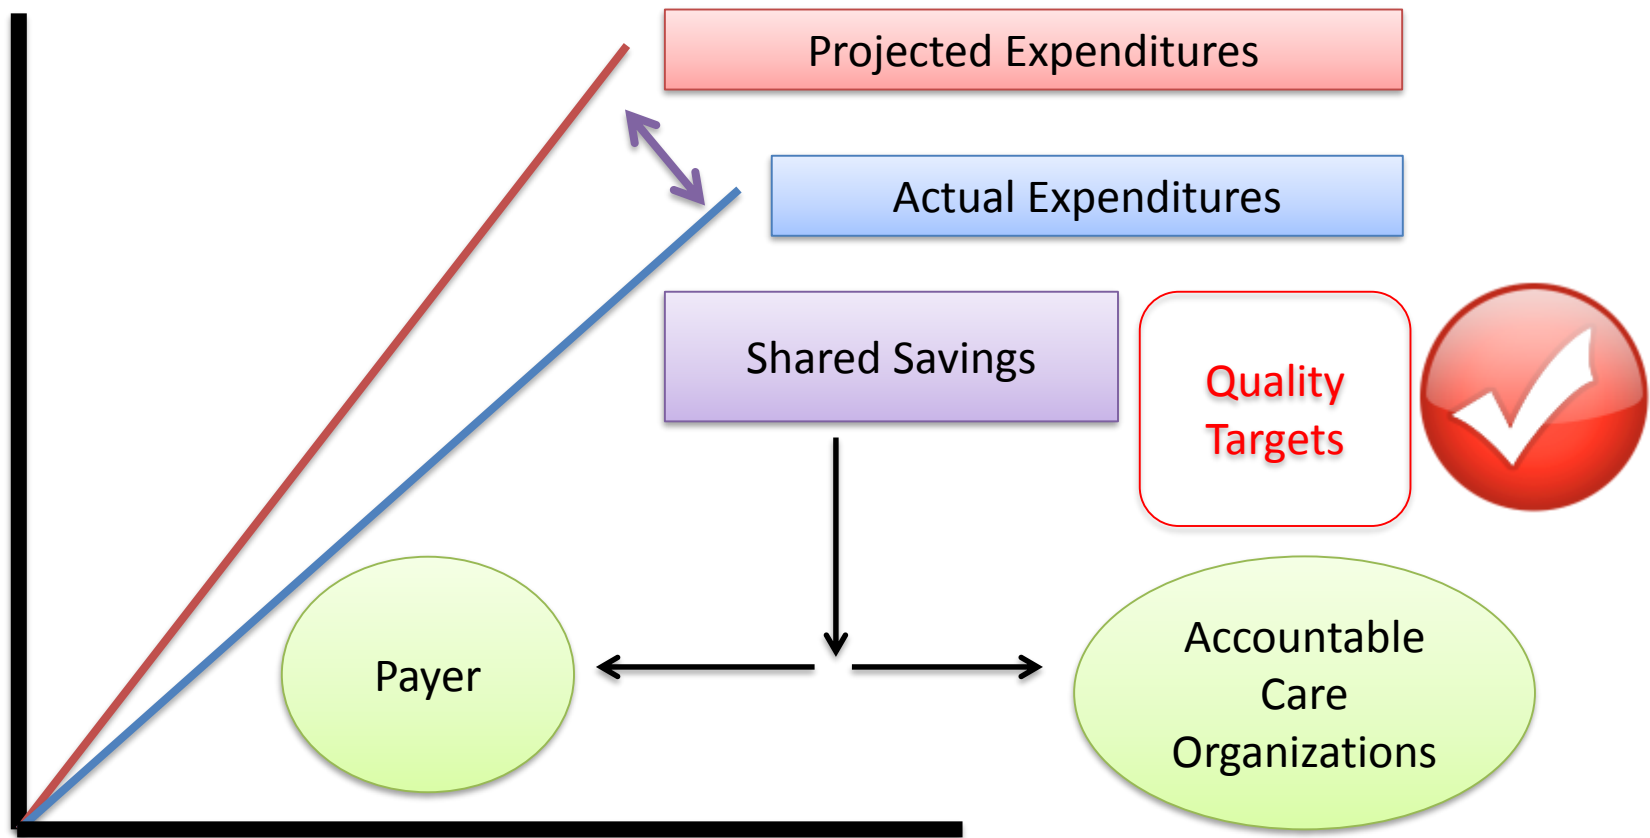 Projected Expenditures
Actual Expenditures
Shared Savings
Quality
Targets
Payer
Accountable
Care
Organizations